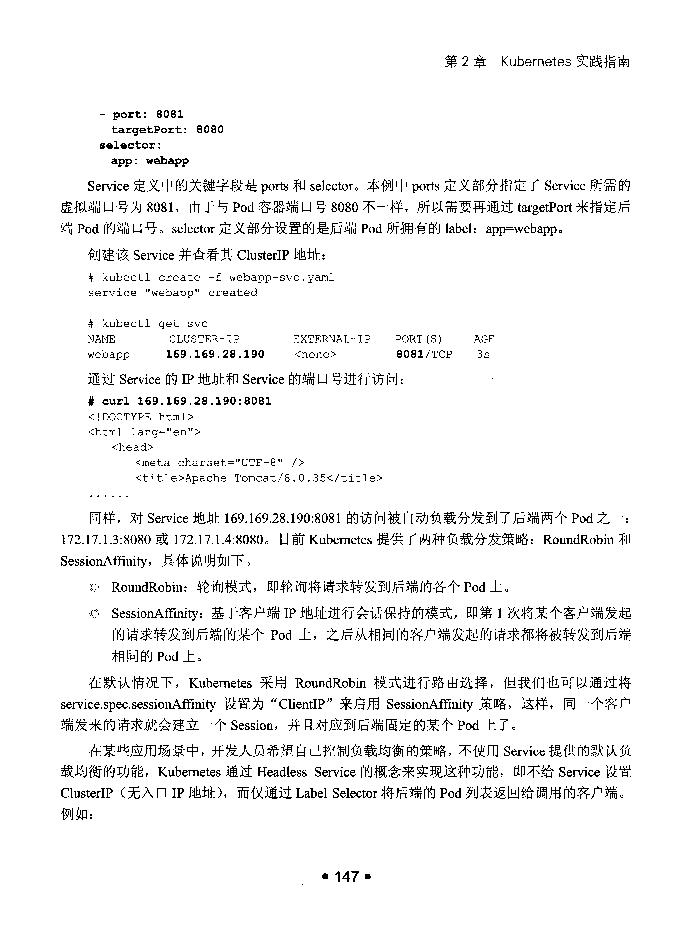 第 2 章　Kubernetes 实践指南
- port: 8081
targetPort: 8080
selector:
app: webapp
Service 定义中的关键字段是 ports 和 selector。本例中 ports 定义部分指定了 Service 所需的
虚拟端口号为 8081，由于与 Pod 容器端口号 8080 不一样，所以需要再通过 targetPort 来指定后
端 Pod 的端口号。selector 定义部分设置的是后端 Pod 所拥有的 label：app=webapp。
创建该 Service 并查看其 ClusterIP 地址：
# kubectl create -f webapp-svc.yaml
service "webapp" created
# kubectl get svc
NAME CLUSTER-IP EXTERNAL-IP PORT(S) AGE
webapp 169.169.28.190 <none> 8081/TCP 3s
通过 Service 的 IP 地址和 Service 的端口号进行访问：
# curl 169.169.28.190:8081
<!DOCTYPE html>
<html lang="en">
<head>
<meta charset="UTF-8" />
<title>Apache Tomcat/8.0.35</title>
......
同样，对 Service 地址 169.169.28.190:8081 的访问被自动负载分发到了后端两个 Pod 之一：
172.17.1.3:8080 或 172.17.1.4:8080。目前 Kubernetes 提供了两种负载分发策略：RoundRobin 和
SessionAffinity，具体说明如下。
◎ RoundRobin：轮询模式，即轮询将请求转发到后端的各个 Pod 上。
◎ SessionAffinity：基于客户端 IP 地址进行会话保持的模式，即第 1 次将某个客户端发起
的请求转发到后端的某个 Pod 上，之后从相同的客户端发起的请求都将被转发到后端
相同的 Pod 上。
在默认情况下，Kubernetes 采用 RoundRobin 模式进行路由选择，但我们也可以通过将
service.spec.sessionAffinity 设置为“ClientIP”来启用 SessionAffinity 策略，这样，同一个客户
端发来的请求就会建立一个 Session，并且对应到后端固定的某个 Pod 上了。
在某些应用场景中，开发人员希望自己控制负载均衡的策略，不使用 Service 提供的默认负
载均衡的功能，Kubernetes 通过 Headless Service 的概念来实现这种功能，即不给 Service 设置
ClusterIP（无入口 IP 地址），而仅通过 Label Selector 将后端的 Pod 列表返回给调用的客户端。
例如：
• 147 •